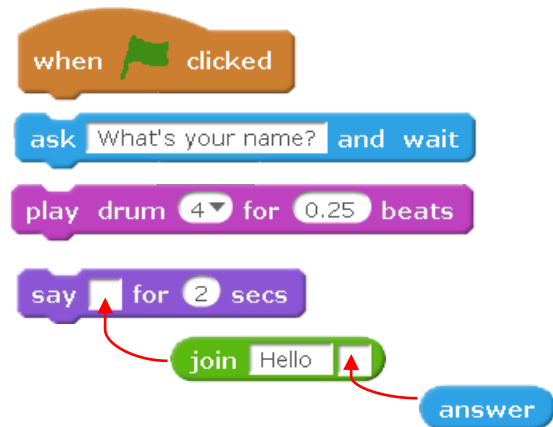 when clicked
ask What's your name? and wait
play drum 4 for 0.25 beats
say for 2 secs
join Hello
answer